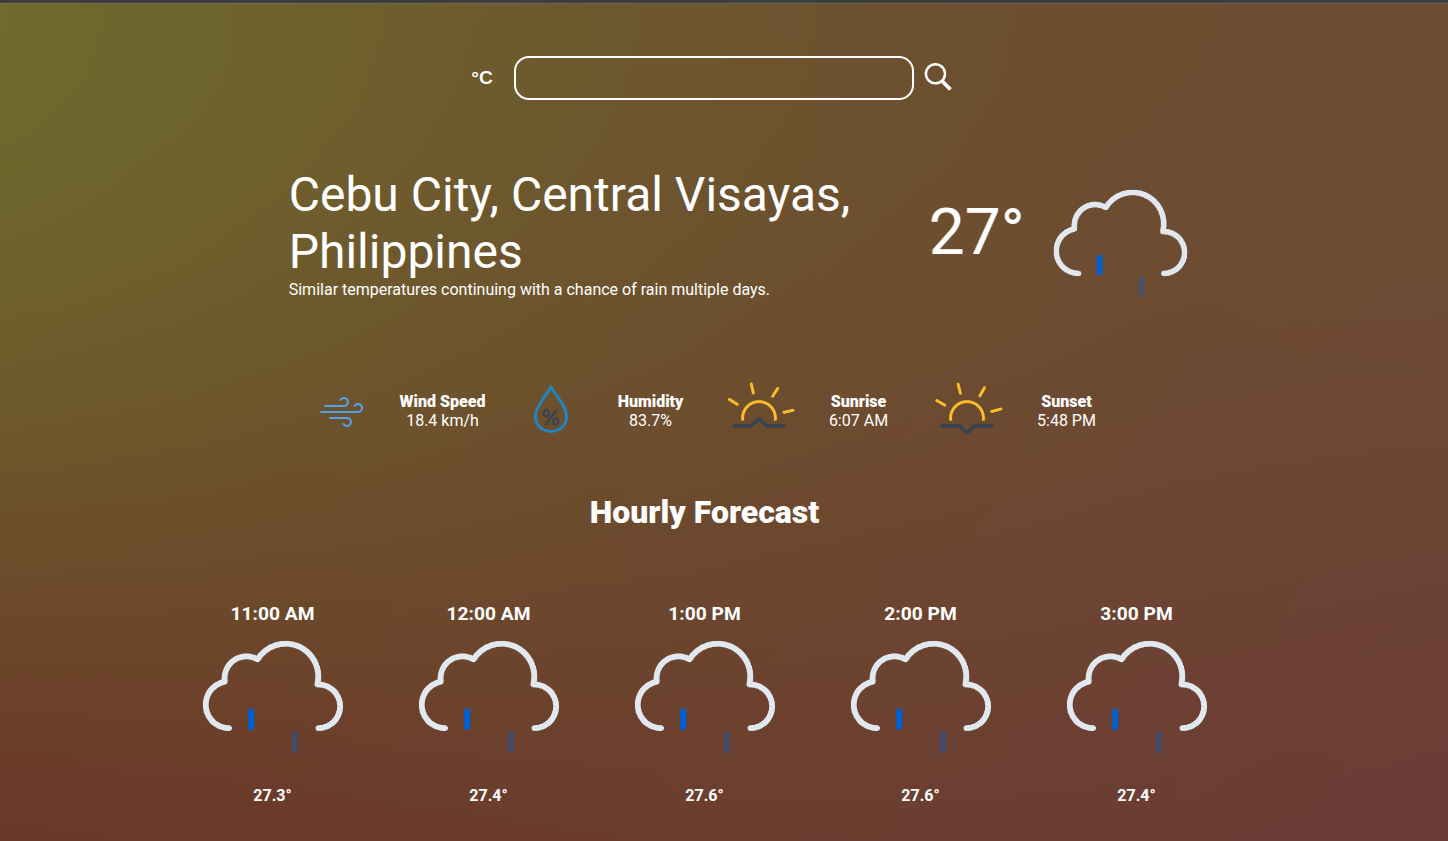 °C
Cebu City, Central Visayas,
Philippines
Similar temperatures continuing with a chance of rain multiple days.
27°
Wind Speed
18.4 km/h
%
Humidity
83.7%
Sunrise
6:07 AM
Sunset
5:48 PM
Hourly Forecast
11:00 AM
12:00 AM
1:00 PM
2:00 PM
3:00 PM
27.3°
27.4°
27.6°
27.6°
27.4°